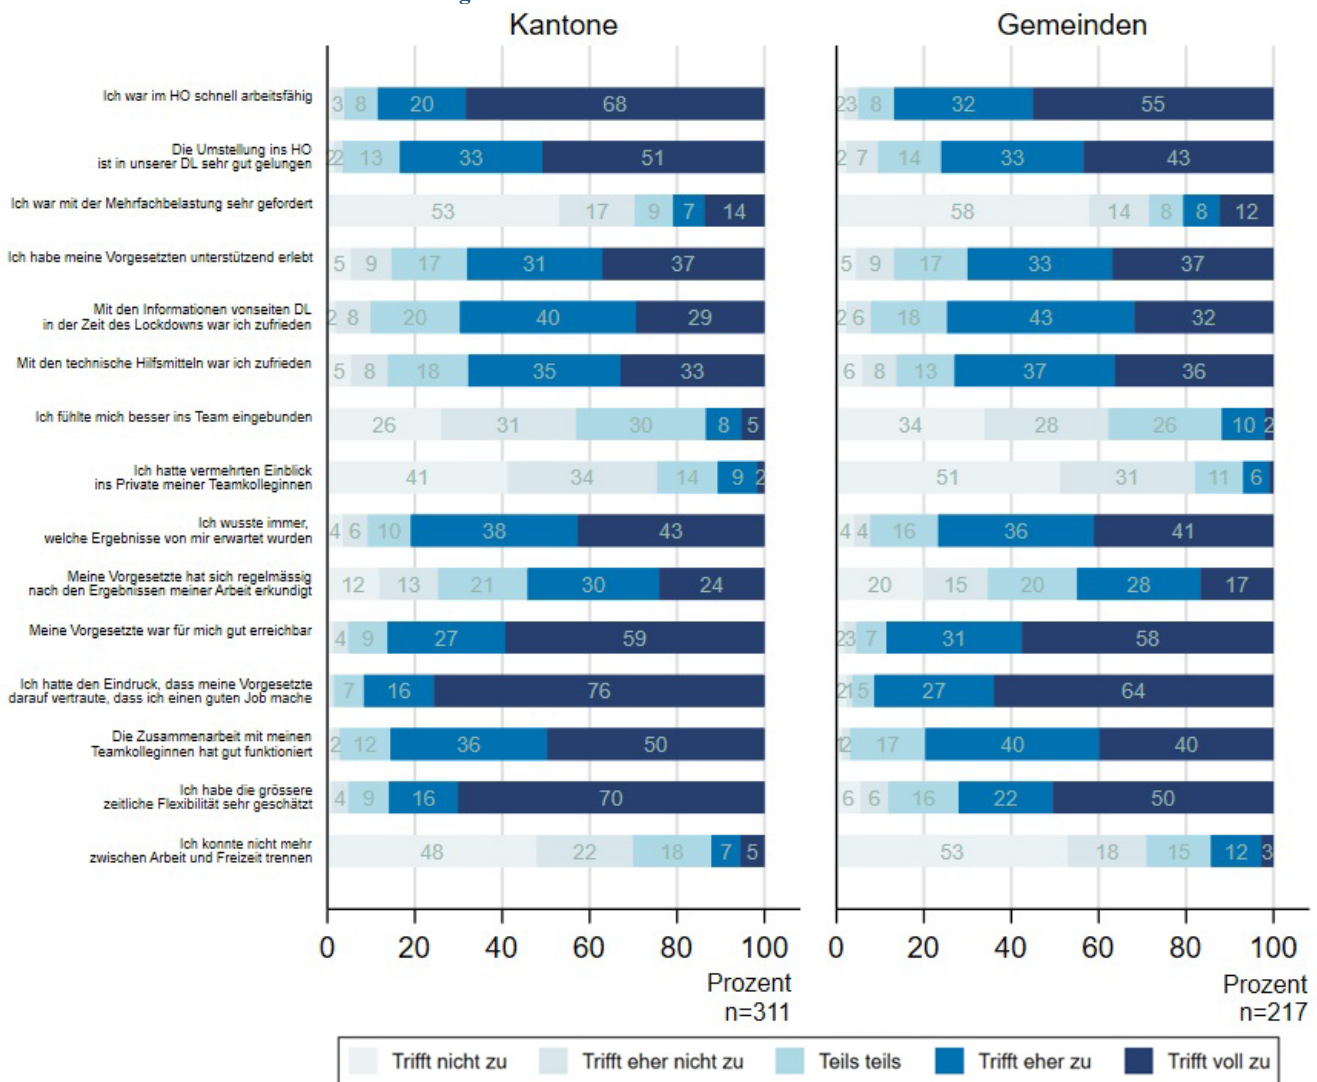 Kantone
Gemeinden
Ich war im HO schnell arbeitsfähig
3 8 20 68
2 3 8 32 55
Die Umstellung ins HO
ist in unserer DL sehr gut gelungen
2 2 13 33 51
2 7 14 33 43
Ich war mit der Mehrfachbelastung sehr gefordert
53 17 9 7 14
58 14 8 8 12
Ich habe meine Vorgesetzten unterstützend erlebt
5 9 17 31 37
5 9 17 33 37
Mit den Informationen vonseiten DL
in der Zeit des Lockdowns war ich zufrieden
2 8 20 40 29
2 6 18 43 32
Mit den technische Hilfsmitteln war ich zufrieden
5 8 18 35 33
6 8 13 37 36
Ich fühlte mich besser ins Team eingebunden
26 31 30 8 5
34 28 26 10 2
Ich hatte vermehrten Einblick
ins Private meiner Teamkolleginnen
41 34 14 9 2
51 31 11 6
Ich wusste immer,
welche Ergebnisse von mir erwartet wurden
4 6 10 38 43
4 4 16 36 41
Meine Vorgesetzte hat sich regelmässig
nach den Ergebnissen meiner Arbeit erkundigt
12 13 21 30 24
20 15 20 28 17
Meine Vorgesetzte war für mich gut erreichbar
4 9 27 59
2 3 7 31 58
Ich hatte den Eindruck, dass meine Vorgesetzte
darauf vertraute, dass ich einen guten Job mache
7 16 76
2 1 5 27 64
Die Zusammenarbeit mit meinen
Teamkolleginnen hat gut funktioniert
2 12 36 50
1 2 17 40 40
Ich habe die grössere
zeitliche Flexibilität sehr geschätzt
4 9 16 70
6 6 16 22 50
Ich konnte nicht mehr
zwischen Arbeit und Freizeit trennen
48 22 18 7 5
53 18 15 12 3
0 20 40 60 80 100
0 20 40 60 80 100
Prozent
n=311
Prozent
n=217
Trifft nicht zu Trifft eher nicht zu Teils teils Trifft eher zu Trifft voll zu